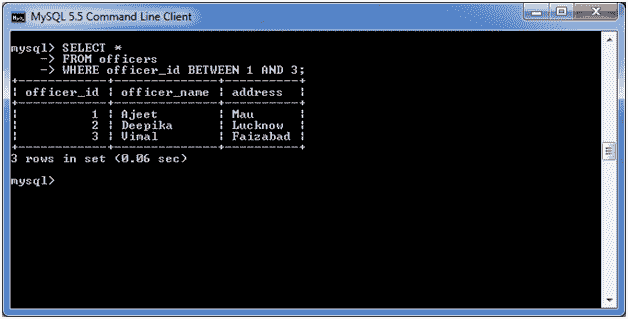 MySQL 5.5 Command Line Client
mysql> SELECT *
    -> FROM officers
    -> WHERE officer_id BETWEEN 1 AND 3;
+------------+--------------+-----------+
| officer_id | officer_name | address   |
+------------+--------------+-----------+
|          1 | Ajeet        | Mau       |
|          2 | Deepika      | Lucknow   |
|          3 | Vimal        | Faizabad  |
+------------+--------------+-----------+
3 rows in set (0.06 sec)
mysql>